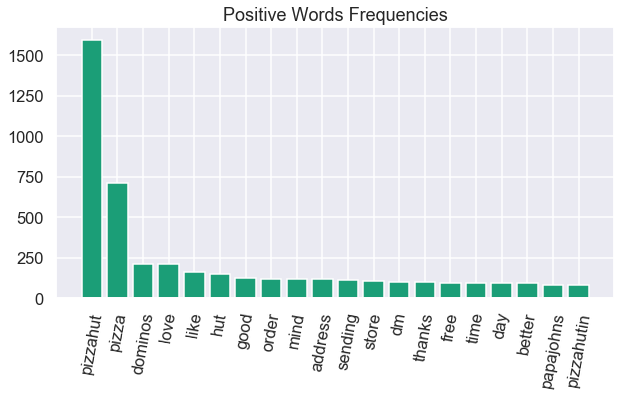 Positive Words Frequencies
1500
1250
1000
750
500
250
0
pizzahut
pizza
dominos
love
like
hut
good
order
mind
address
sending
store
dm
thanks
free
time
day
better
papajohns
pizzahutin